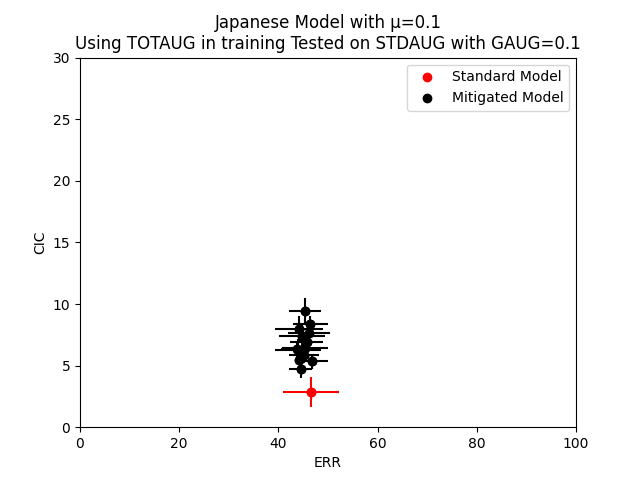 Japanese Model with μ=0.1
Using TOTAUG in training Tested on STDAUG with GAUG=0.1
Standard Model
Mitigated Model
30
25
20
15
10
5
0
CIC
0 20 40 60 80 100
ERR